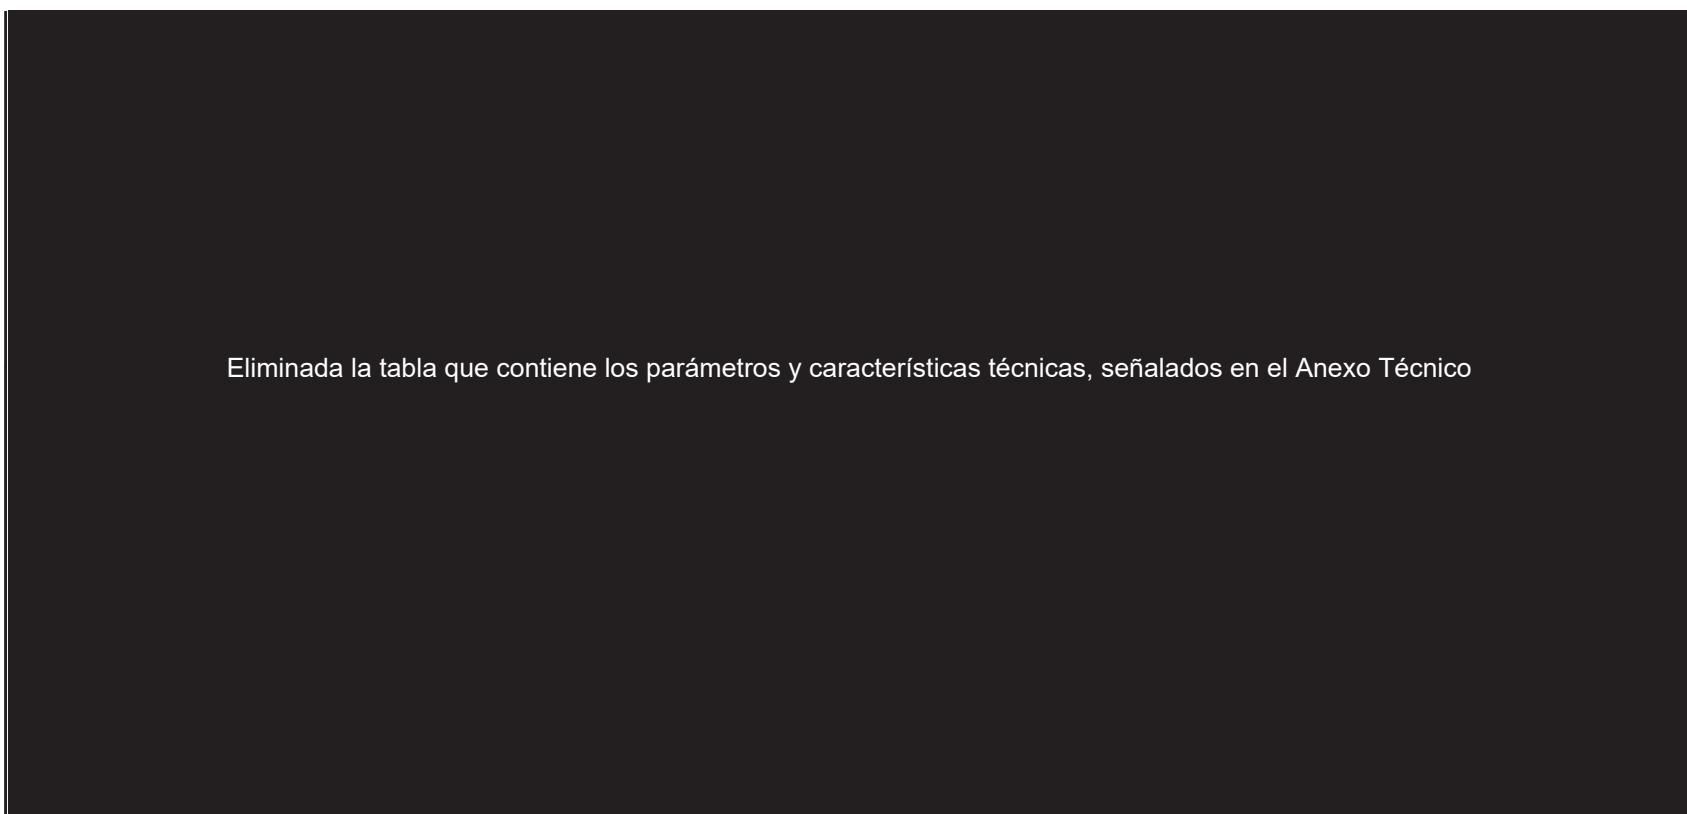 Eliminada la tabla que contiene los parámetros y características técnicas, señalados en el Anexo Técnico